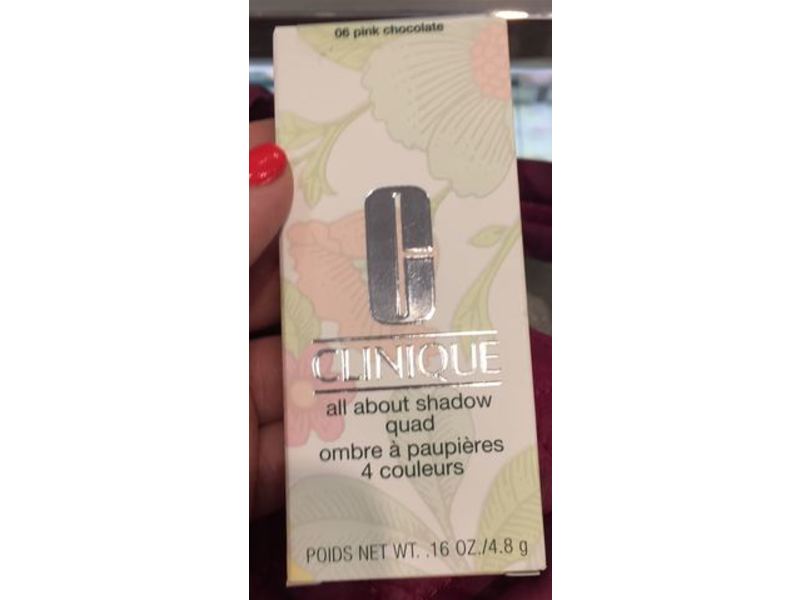 06 pink chocolate
CLINIQUE
all about shadow
quad
ombre à paupières
4 couleurs
POIDS NET WT. .16 OZ./4.8 g